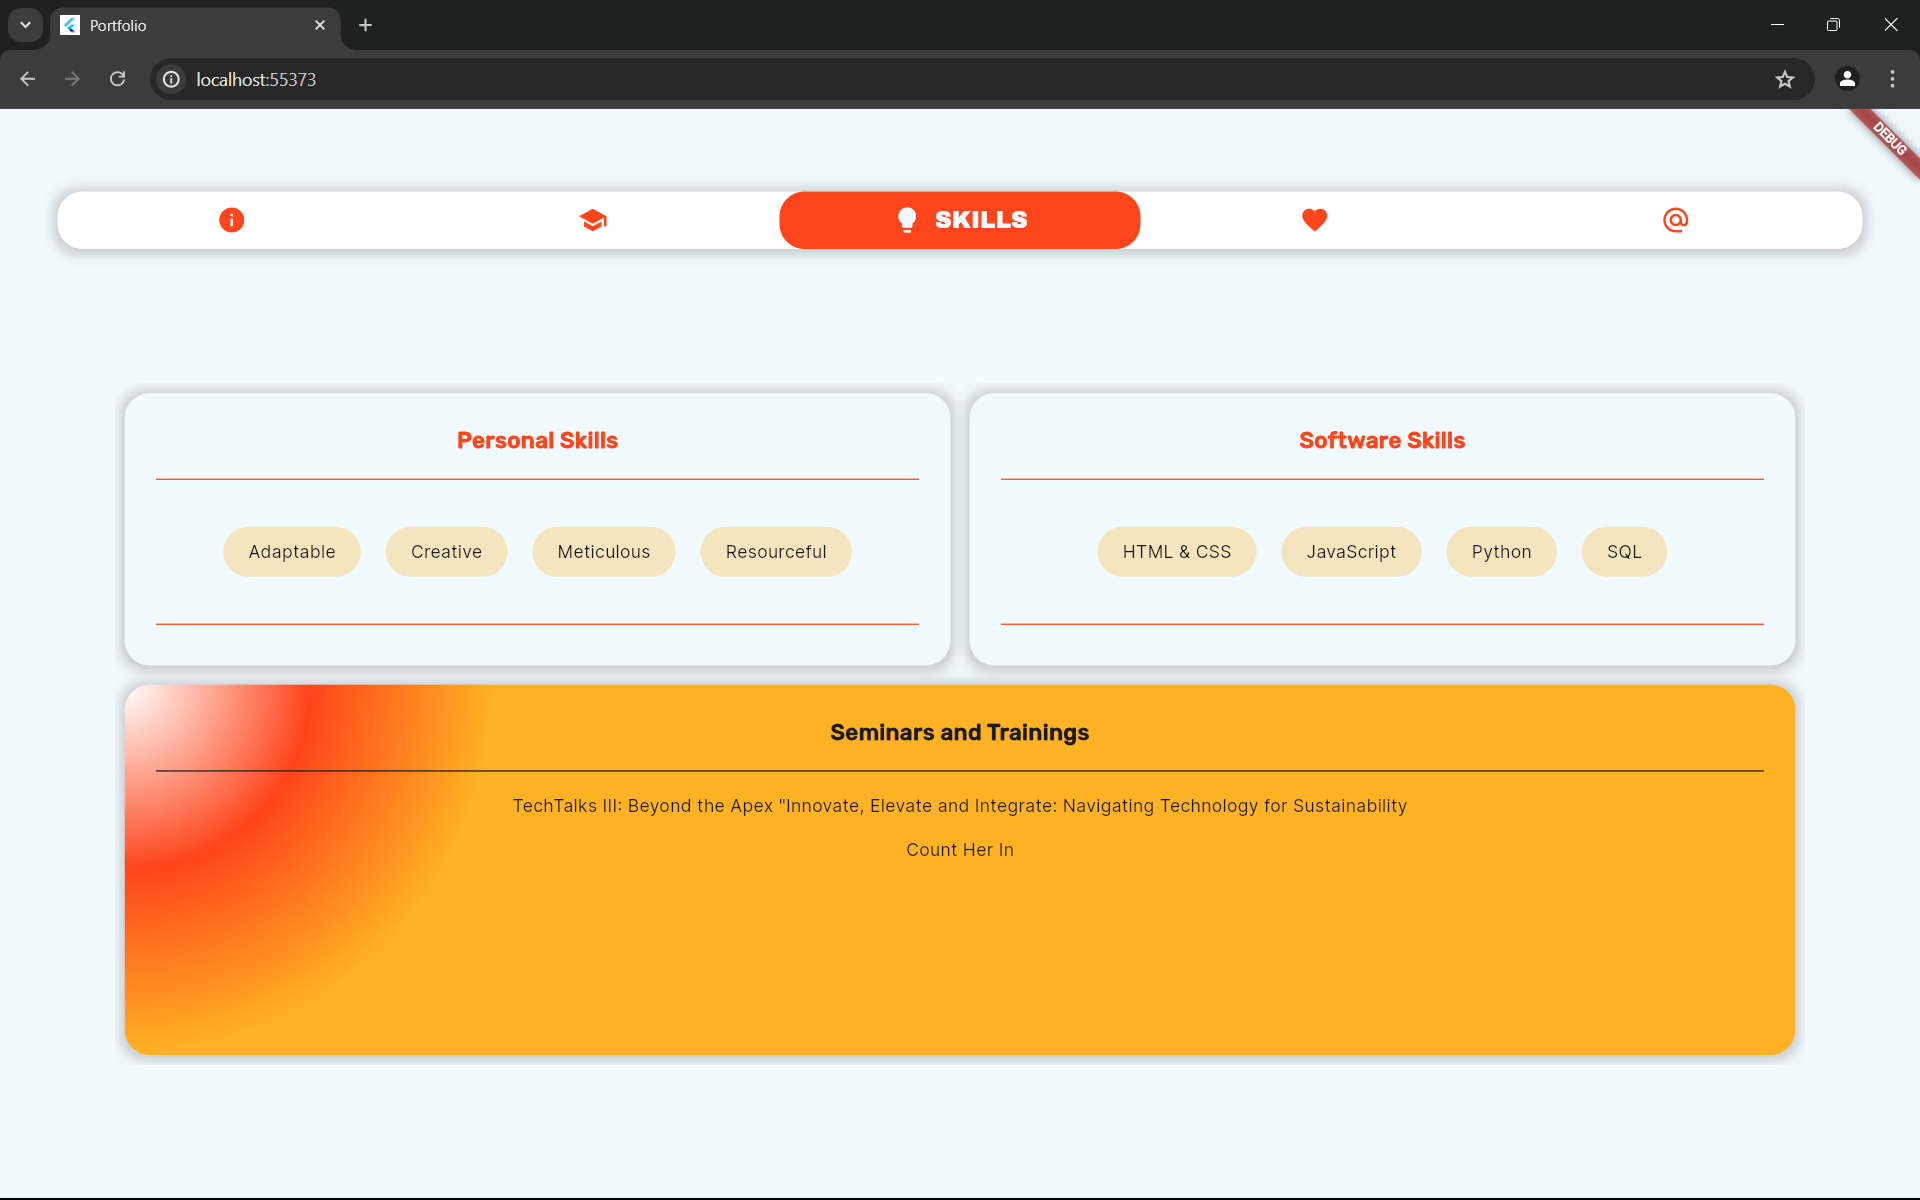 Portfolio
localhost:55373
DEBUG
SKILLS
Personal Skills
Software Skills
Adaptable Creative Meticulous Resourceful
HTML & CSS JavaScript Python SQL
Seminars and Trainings
TechTalks III: Beyond the Apex "Innovate, Elevate and Integrate: Navigating Technology for Sustainability
Count Her In